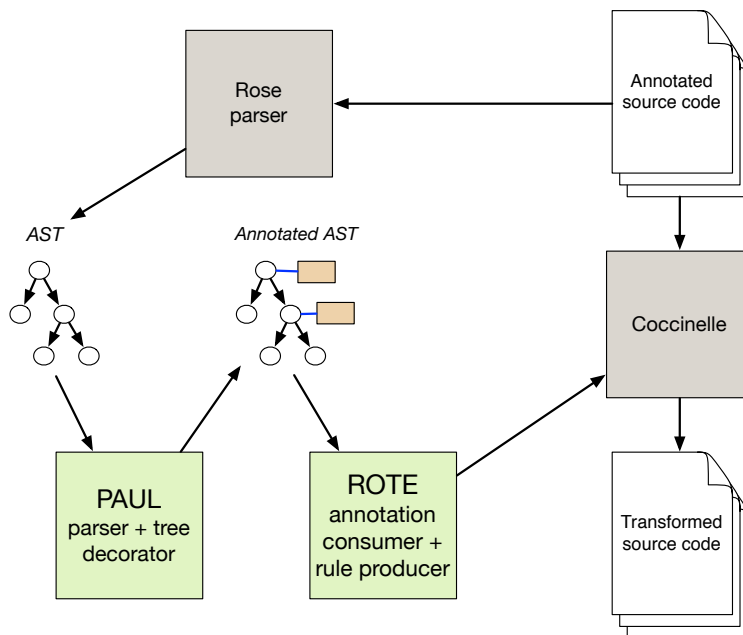 Rose
parser
Annotated
source code
AST
Annotated AST
Coccinelle
PAUL
parser + tree
decorator
ROTE
annotation
consumer +
rule producer
Transformed
source code